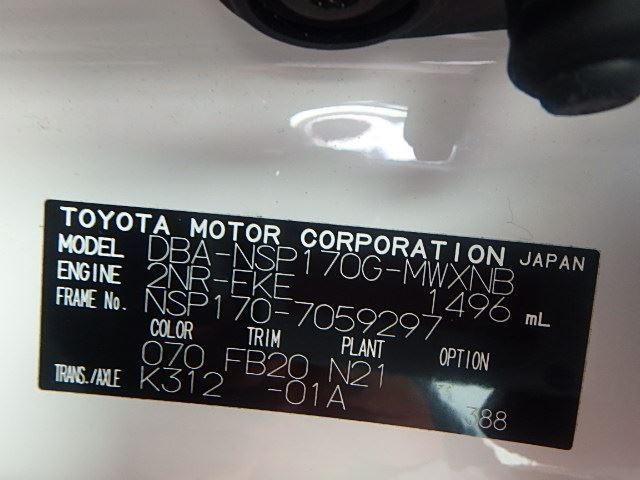 TOYOTA MOTOR CORPORATION JAPAN
MODEL DBA-NSP170G-MWXNB
ENGINE 2NR-FKE 1496 mL
FRAME No. NSP170-7059297
COLOR TRIM PLANT OPTION
070 FB20 N21
TRANS./AXLE K312 -01A
388